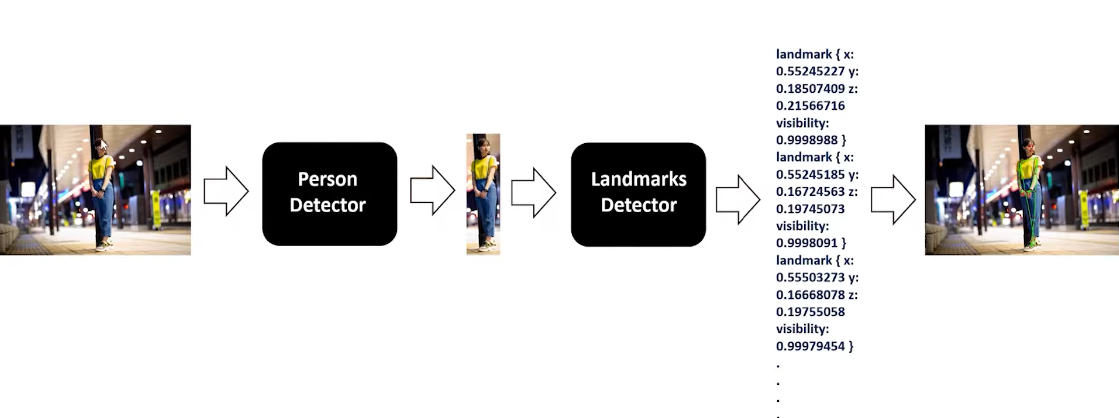 Person
Detector
Landmarks
Detector
landmark { x:
0.55245227 y:
0.18507409 z:
0.21566716
visibility:
0.9998988 }
landmark { x:
0.55245185 y:
0.16724563 z:
0.19745073
visibility:
0.9998091 }
landmark { x:
0.55503273 y:
0.16668078 z:
0.19755058
visibility:
0.99979454 }
.
.
.
.